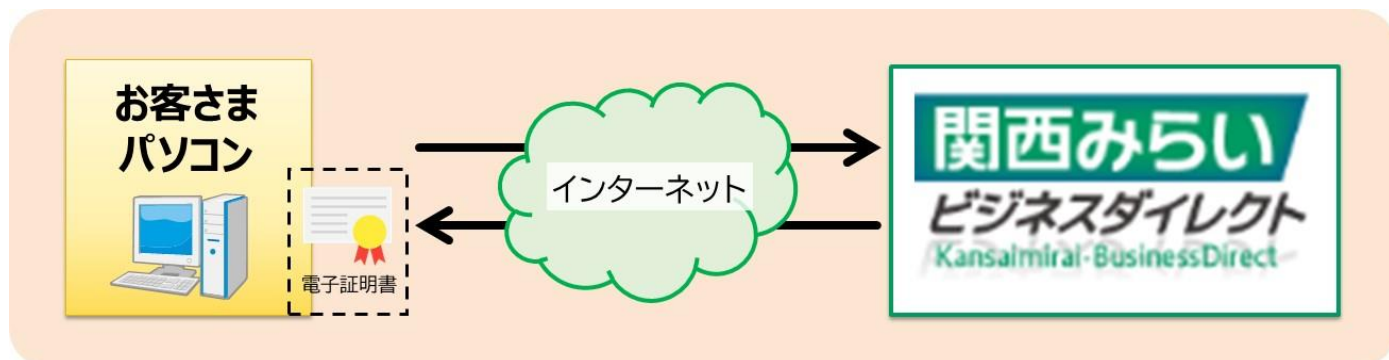 お客さま
パソコン
電子証明書
インターネット
関西みらい
ビジネスダイレクト
Kansaimirai-BusinessDirect